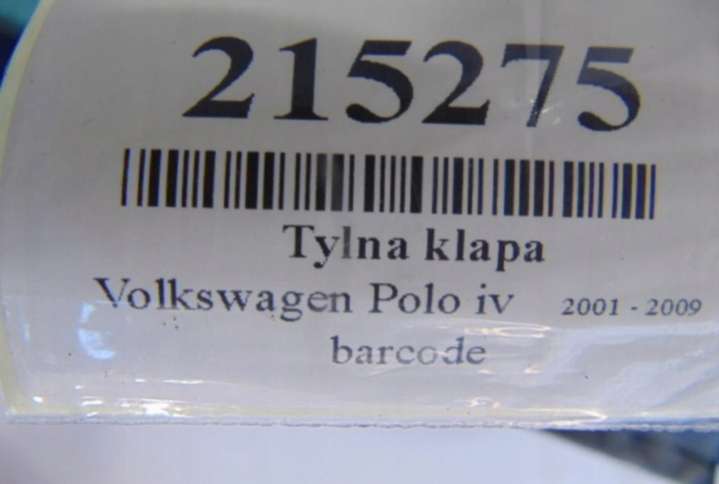 215275
Tylna klapa
Volkswagen Polo iv 2001 - 2009
barcode